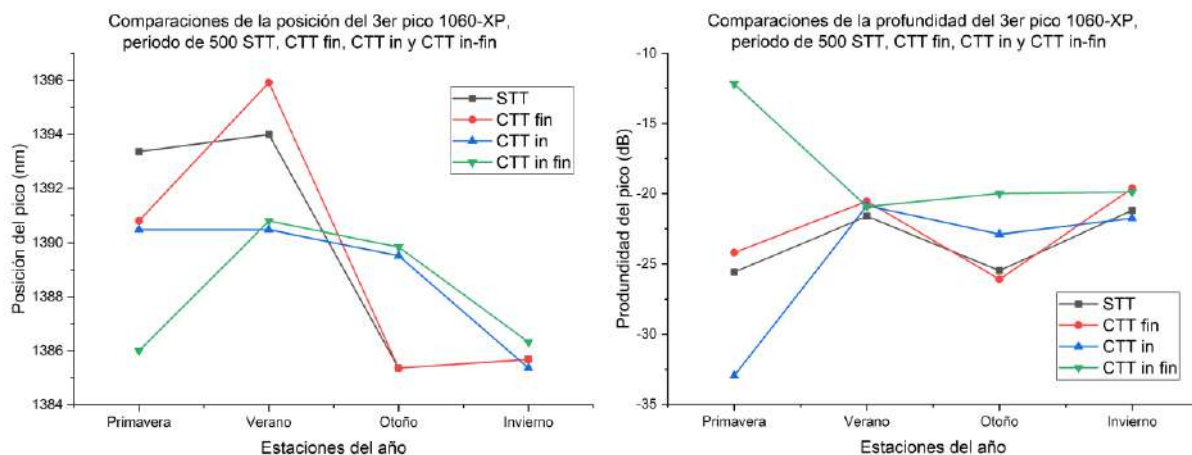 Comparaciones de la posición del 3er pico 1060-XP,
periodo de 500 STT, CTT fin, CTT in y CTT in-fin
1396
1394
1392
1390
1388
1386
1384
Posición del pico (nm)
STT
CTT fin
CTT in
CTT in fin
Primavera
Verano
Otoño
Invierno
Estaciones del año
Comparaciones de la profundidad del 3er pico 1060-XP,
periodo de 500 STT, CTT fin, CTT in y CTT in-fin
-10
-15
-20
-25
-30
-35
Produndidad del pico (dB)
STT
CTT fin
CTT in
CTT in fin
Primavera
Verano
Otoño
Invierno
Estaciones del año